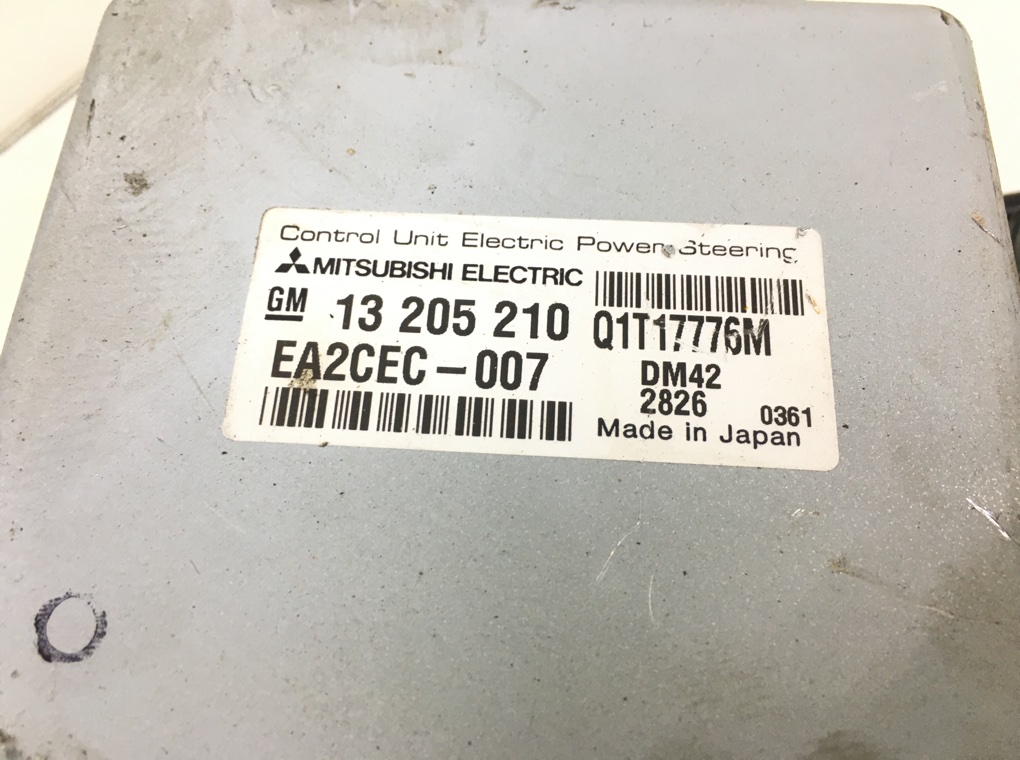 Control Unit Electric Power Steering
MITSUBISHI ELECTRIC
GM 13 205 210
Q1T17776M
EA2CEC-007
DM42
2826
0361
Made in Japan